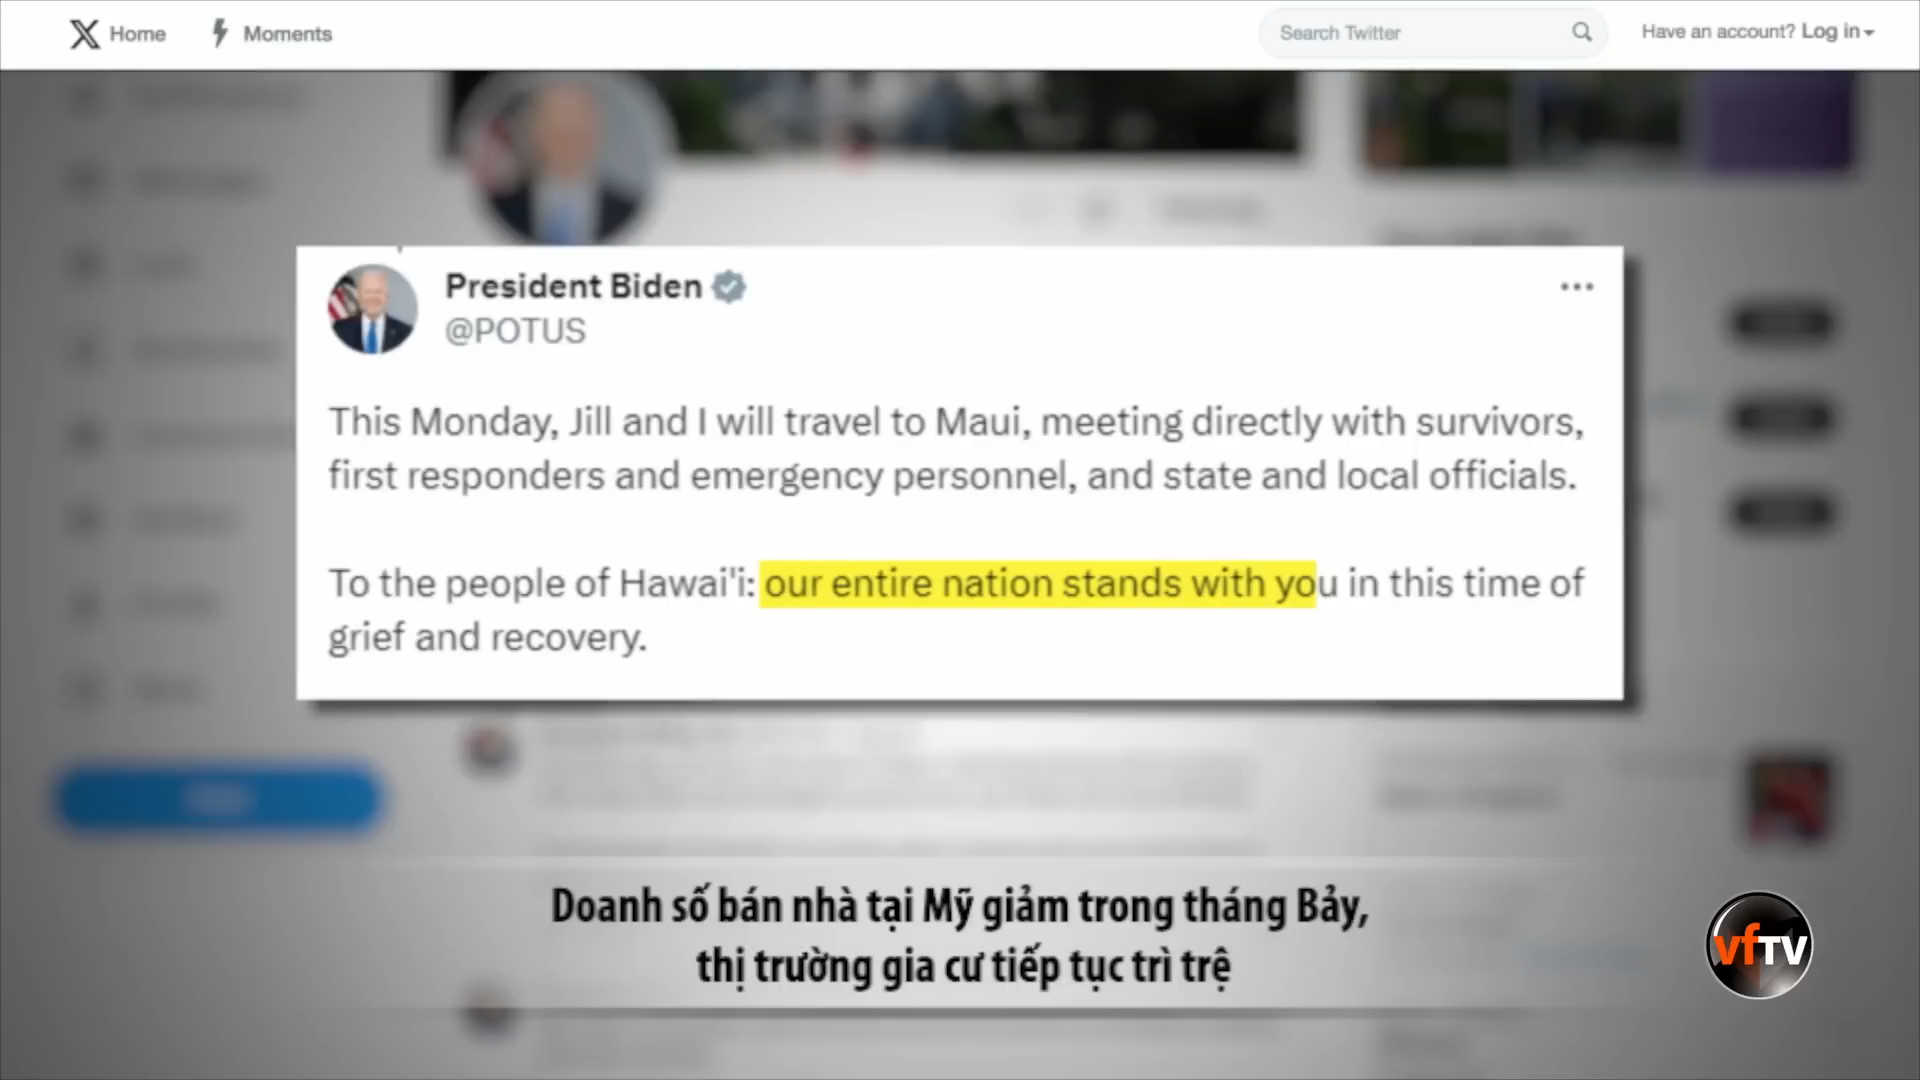 Home
Moments
Search Twitter
Have an account? Log in
President Biden
@POTUS
This Monday, Jill and I will travel to Maui, meeting directly with survivors,
first responders and emergency personnel, and state and local officials.
To the people of Hawai'i: our entire nation stands with you in this time of
grief and recovery.
Doanh số bán nhà tại Mỹ giảm trong tháng Bảy,
thị trường gia cư tiếp tục trì trệ
vfTV